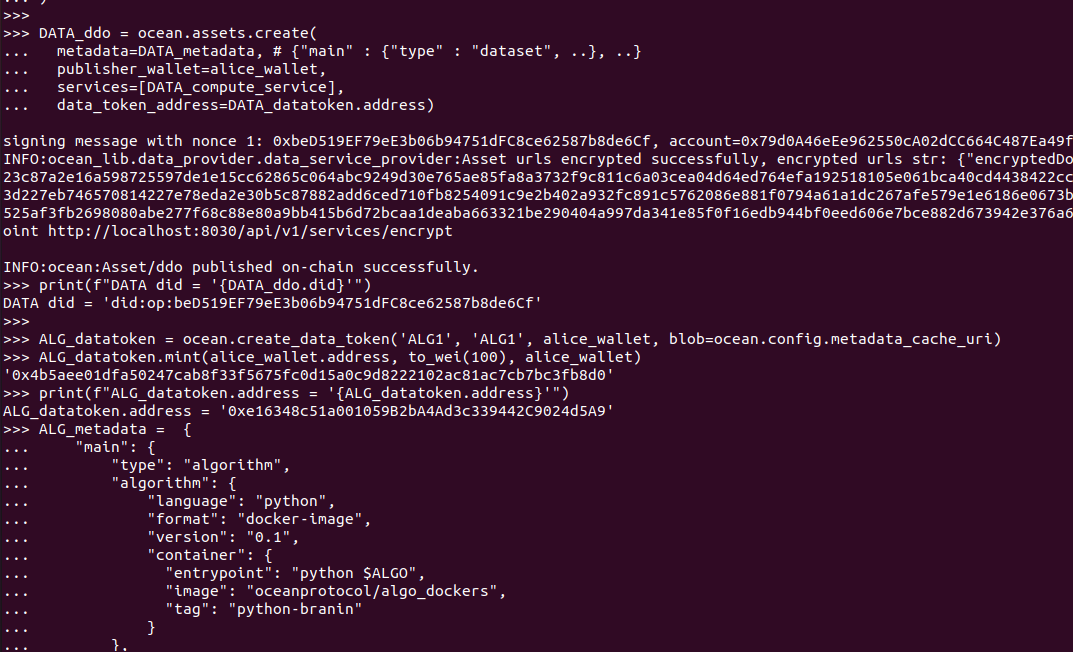 ... )
>>>
>>> DATA_ddo = ocean.assets.create(
...   metadata=DATA_metadata, # {"main" : {"type" : "dataset", ..}, ..}
...   publisher_wallet=alice_wallet,
...   services=[DATA_compute_service],
...   data_token_address=DATA_datatoken.address)
signing message with nonce 1: 0xbeD519EF79eE3b06b94751dFC8ce62587b8de6Cf, account=0x79d0A46eEe962550cA02dCC664C487Ea49f
INFO:ocean_lib.data_provider.data_service_provider:Asset urls encrypted successfully, encrypted urls str: {"encryptedDo
23c87a2e16a598725597de1e15cc62865c064abc9249d30e765ae85fa8a3732f9c811c6a03cea04d64ed764efa192518105e061bca40cd4438422cc
3d227eb746570814227e78eda2e30b5c87882add6ced710fb8254091c9e2b402a932fc891c5762086e881f0794a61a1dc267afe579e1e6186e0673b
525af3fb2698080abe277f68c88e80a9bb415b6d72bcaa1deaba663321be290404a997da341e85f0f16edb944bf0eed606e7bce882d673942e376a6
oint http://localhost:8030/api/v1/services/encrypt
INFO:ocean:Asset/ddo published on-chain successfully.
>>> print(f"DATA did = '{DATA_ddo.did}'")
DATA did = 'did:op:beD519EF79eE3b06b94751dFC8ce62587b8de6Cf'
>>>
>>> ALG_datatoken = ocean.create_data_token('ALG1', 'ALG1', alice_wallet, blob=ocean.config.metadata_cache_uri)
>>> ALG_datatoken.mint(alice_wallet.address, to_wei(100), alice_wallet)
'0x4b5aee01dfa50247cab8f33f5675fc0d15a0c9d8222102ac81ac7cb7bc3fb8d0'
>>> print(f"ALG_datatoken.address = '{ALG_datatoken.address}'")
ALG_datatoken.address = '0xe16348c51a001059B2bA4Ad3c339442C9024d5A9'
>>> ALG_metadata =  {
...     "main": {
...         "type": "algorithm",
...         "algorithm": {
...             "language": "python",
...             "format": "docker-image",
...             "version": "0.1",
...             "container": {
...               "entrypoint": "python $ALGO",
...               "image": "oceanprotocol/algo_dockers",
...               "tag": "python-branin"
...             }
...         },